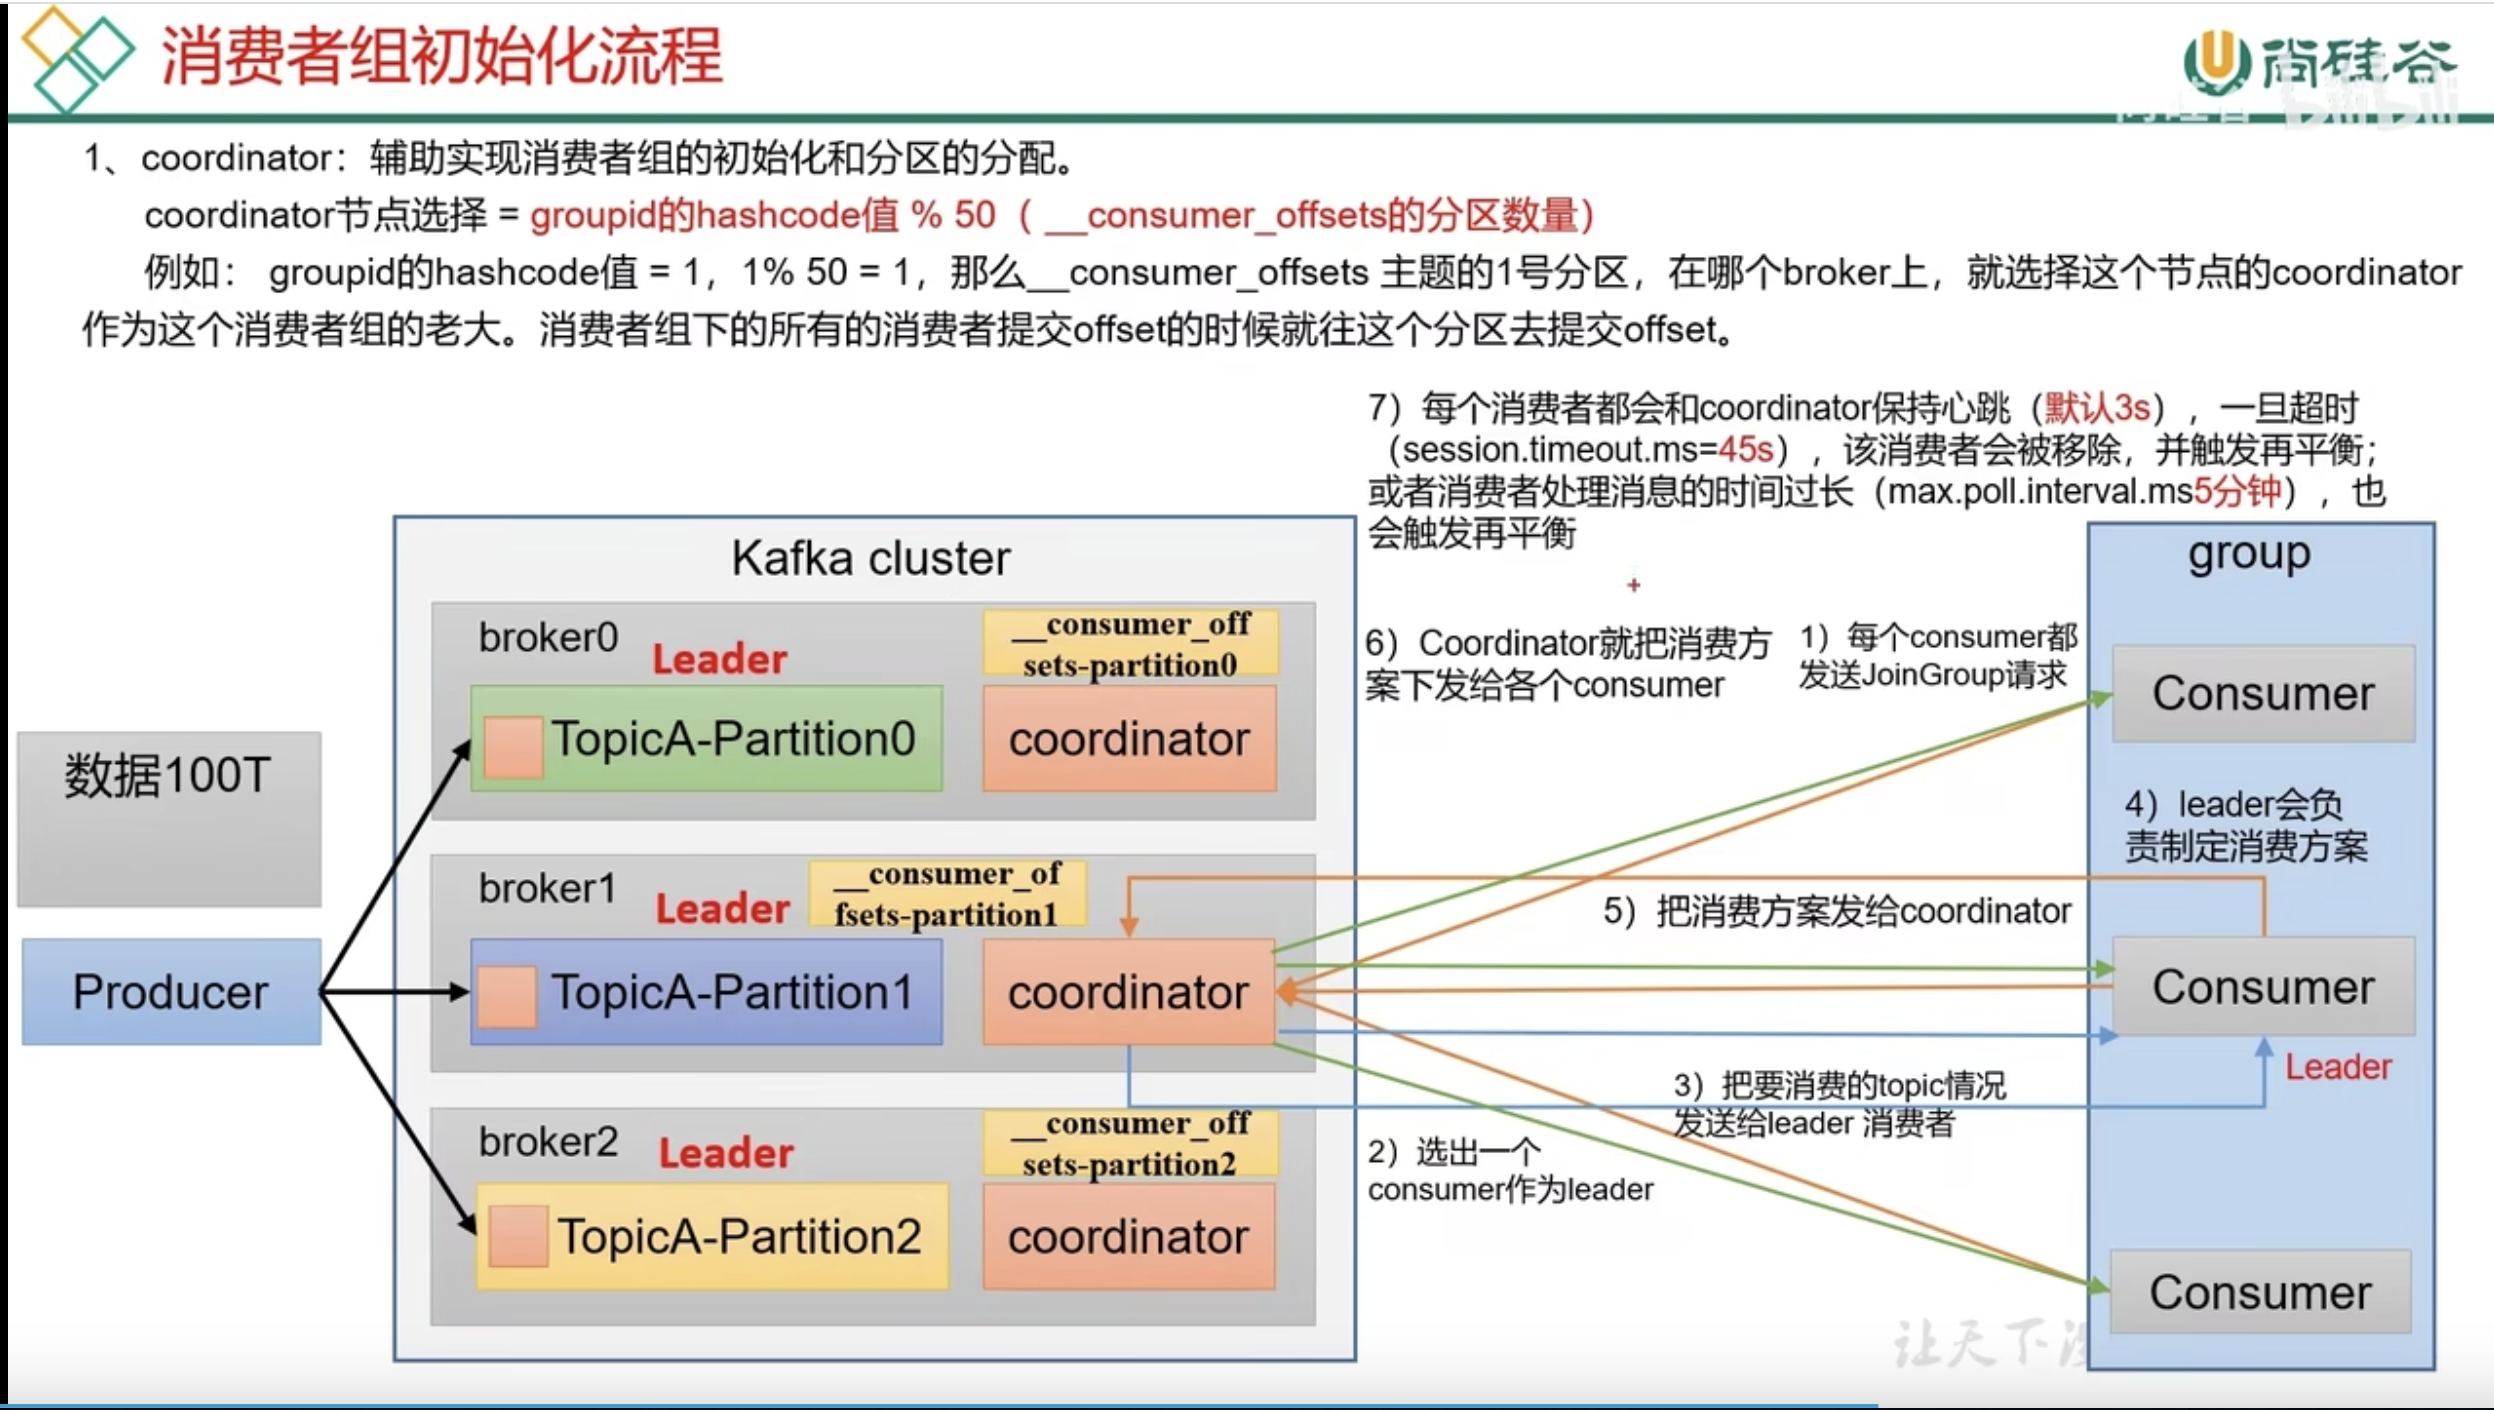 消费者组初始化流程
尚硅谷
1、coordinator：辅助实现消费者组的初始化和分区的分配。
coordinator节点选择 = groupid的hashcode值 % 50（ __consumer_offsets的分区数量）
例如： groupid的hashcode值 = 1，1% 50 = 1，那么__consumer_offsets 主题的1号分区，在哪个broker上，就选择这个节点的coordinator
作为这个消费者组的老大。消费者组下的所有的消费者提交offset的时候就往这个分区去提交offset。
7）每个消费者都会和coordinator保持心跳（默认3s），一旦超时
（session.timeout.ms=45s），该消费者会被移除，并触发再平衡；
或者消费者处理消息的时间过长（max.poll.interval.ms5分钟），也
会触发再平衡
Kafka cluster
group
broker0
Leader
__consumer_off
sets-partition0
TopicA-Partition0
coordinator
6）Coordinator就把消费方
案下发给各个consumer
1）每个consumer都
发送JoinGroup请求
Consumer
数据100T
4）leader会负
责制定消费方案
broker1
Leader
__consumer_of
fsets-partition1
5）把消费方案发给coordinator
Producer
TopicA-Partition1
coordinator
Consumer
Leader
3）把要消费的topic情况
发送给leader 消费者
broker2
Leader
__consumer_off
sets-partition2
2）选出一个
consumer作为leader
TopicA-Partition2
coordinator
Consumer
让天下没